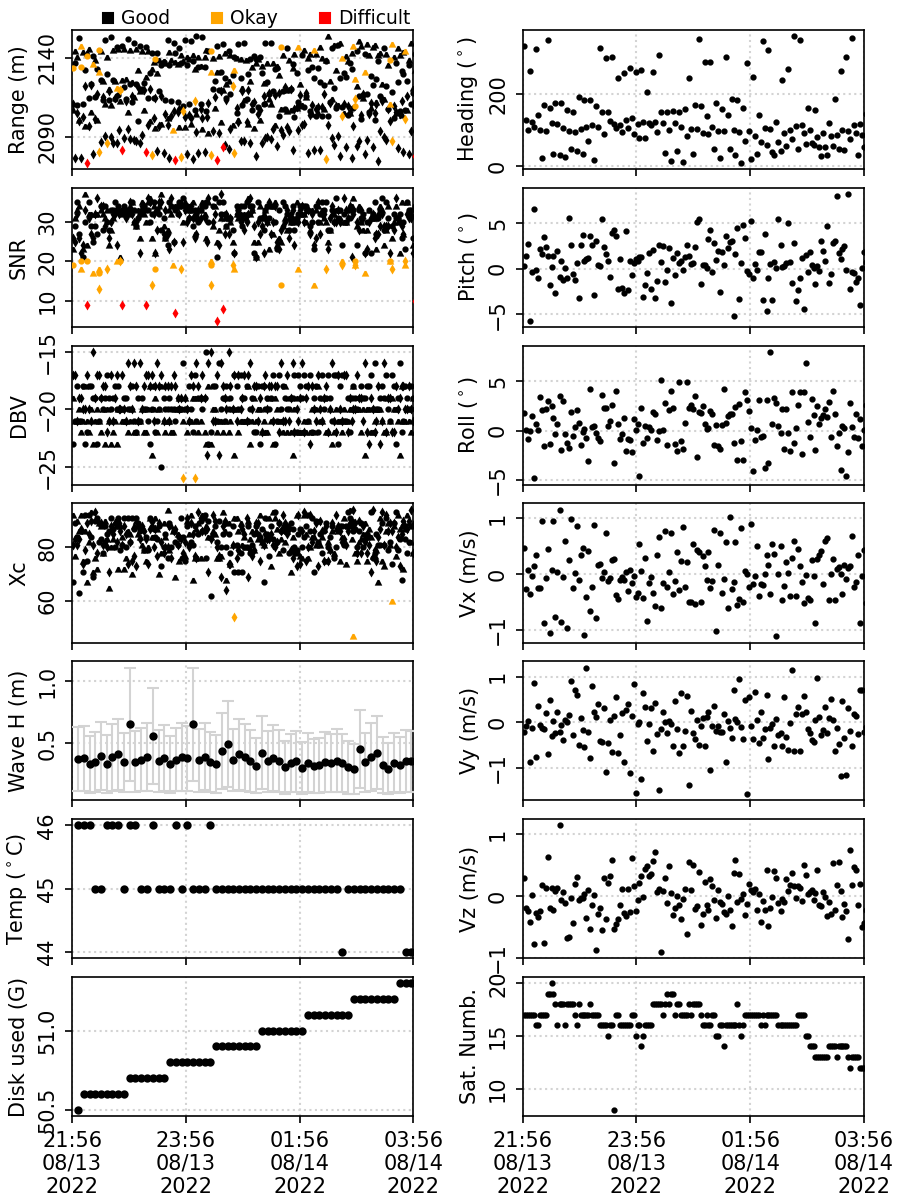 Good Okay Difficult
Range (m)
2140
2090
Heading (°)
200
0
SNR
30
20
10
Pitch (°)
5
0
−5
DBV
−15
−20
−25
Roll (°)
5
0
−5
Xc
80
60
Vx (m/s)
1
0
−1
Wave H (m)
1.0
0.5
Vy (m/s)
1
0
−1
Temp (°C)
46
45
44
Vz (m/s)
1
0
−1
Disk used (G)
51.0
50.5
Sat. Numb.
20
15
10
21:56 23:56 01:56 03:56
08/13 08/13 08/14 08/14
2022 2022 2022 2022
21:56 23:56 01:56 03:56
08/13 08/13 08/14 08/14
2022 2022 2022 2022